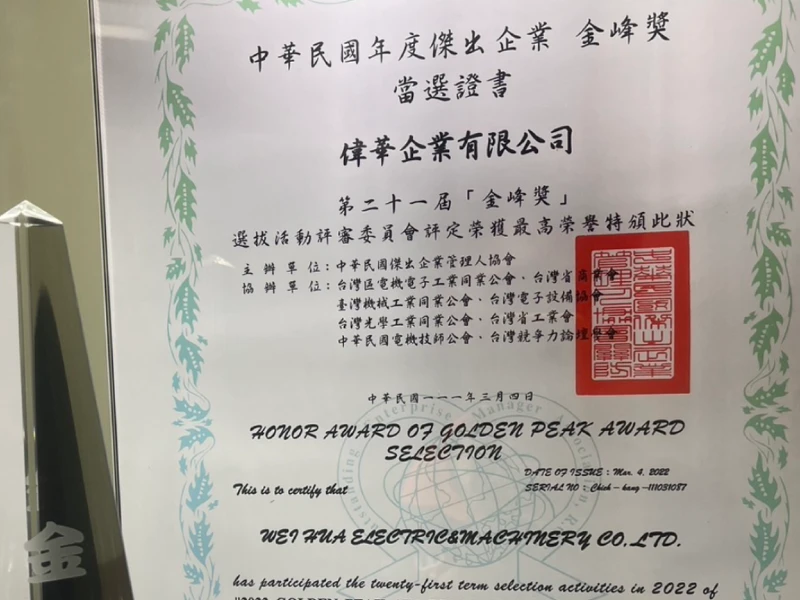 中華民國年度傑出企業 金峰獎
當選證書
偉華企業有限公司
第二十一屆「金峰獎」
選拔活動評審委員會評定榮獲最高榮譽特頒此狀
主辦單位：中華民國傑出企業管理人協會
協辦單位：台灣區電機電子工業同業公會、台灣省商業會
臺灣機械工業同業公會、台灣電子設備協會
台灣光學工業同業公會、台灣省工業會
中華民國電機技師公會、台灣競爭力論理學會
中華民國一一一年三月四日
HONOR AWARD OF GOLDEN PEAK AWARD
SELECTION
DATE OF ISSUE : Mar. 4, 2022
This is to certify that
SERIAL NO : Chieh-kang-111031087
WEI HUA ELECTRIC&MACHINERY CO.,LTD.
has participated the twenty-first term selection activities in 2022 of
金